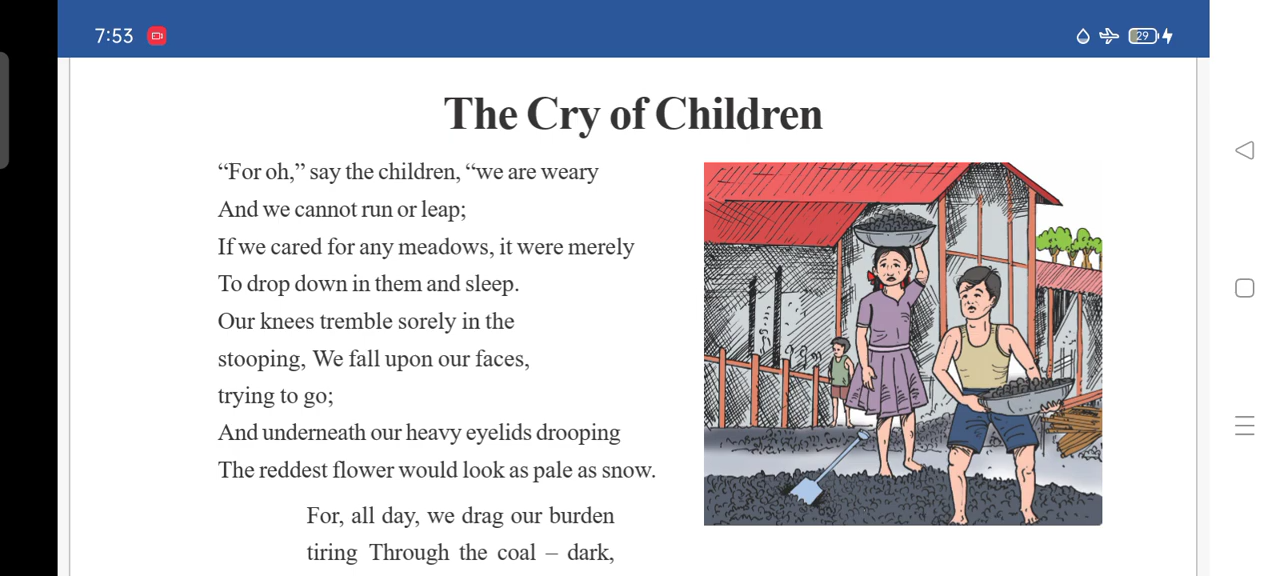 7:53
29
The Cry of Children
“For oh,” say the children, “we are weary
And we cannot run or leap;
If we cared for any meadows, it were merely
To drop down in them and sleep.
Our knees tremble sorely in the
stooping, We fall upon our faces,
trying to go;
And underneath our heavy eyelids drooping
The reddest flower would look as pale as snow.
For, all day, we drag our burden
tiring Through the coal – dark,